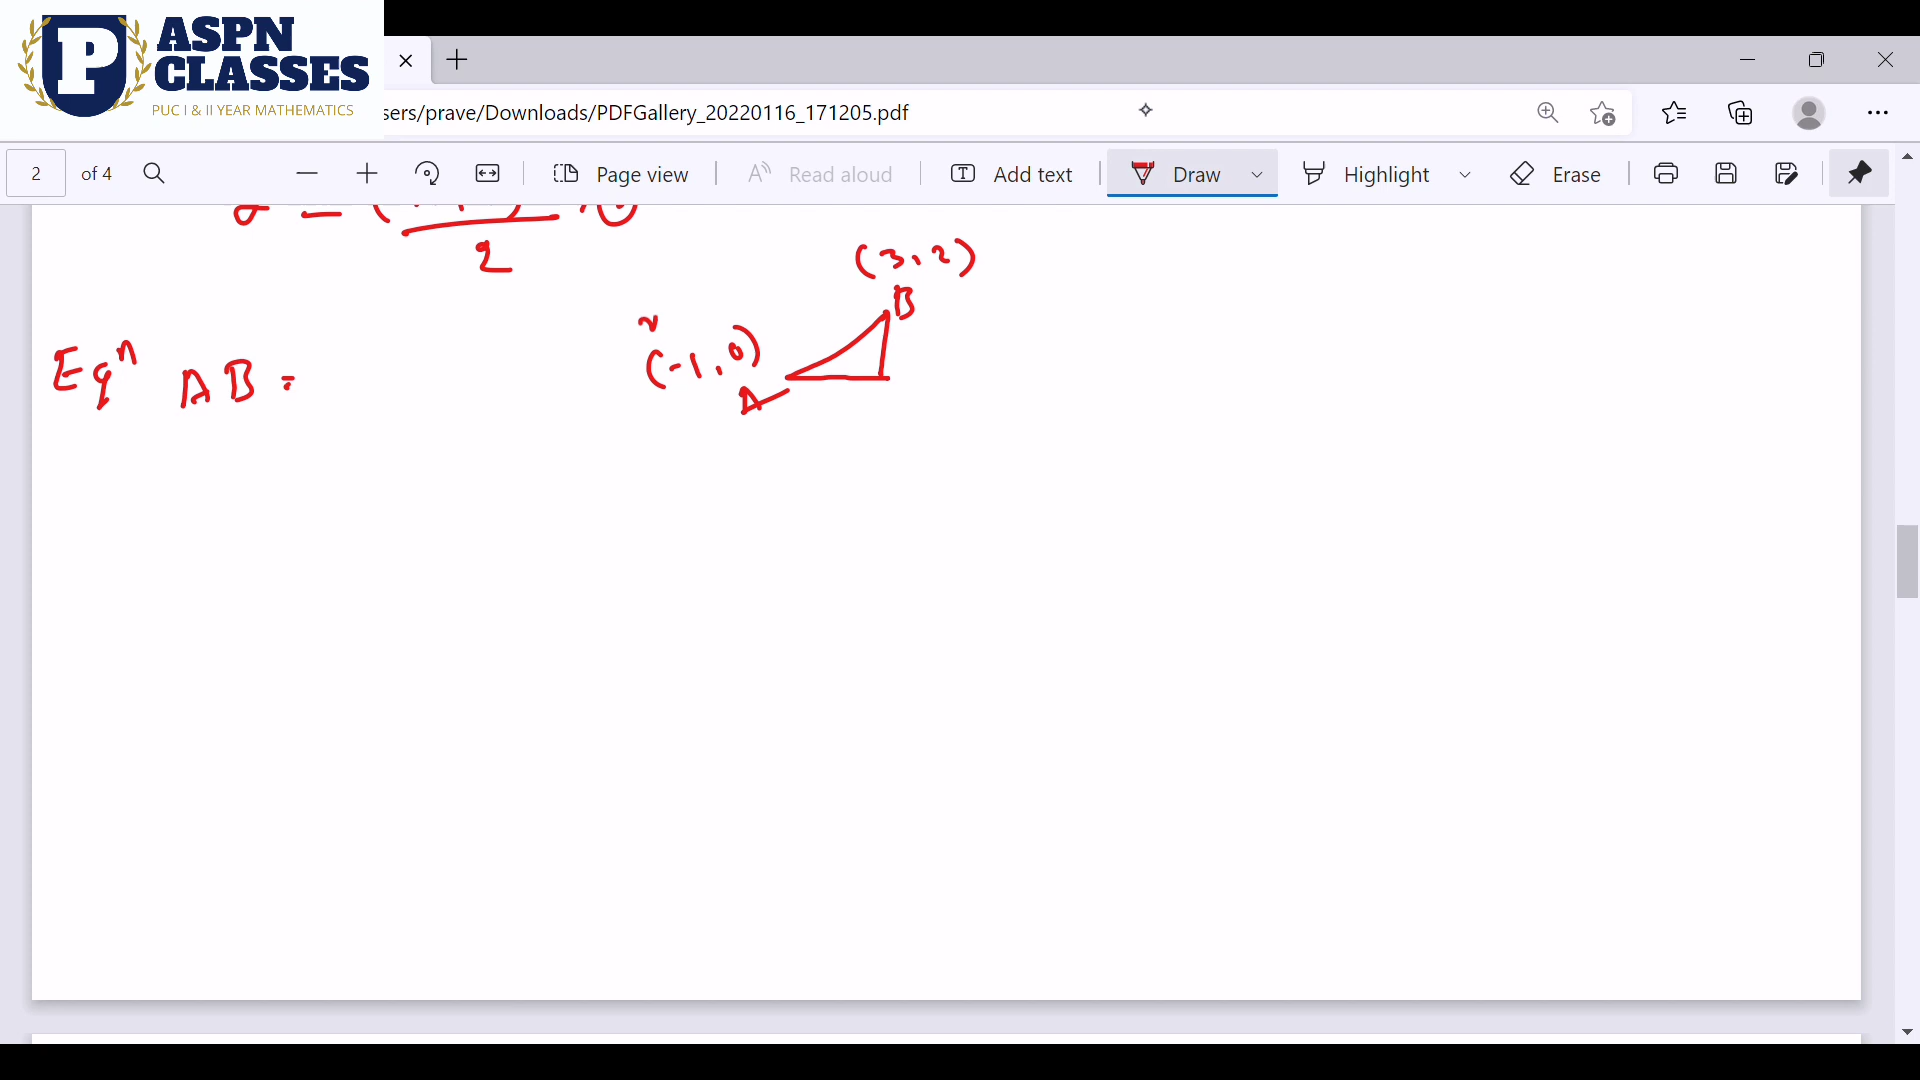 ASPN
CLASSES
PUC I & II YEAR MATHEMATICS
sers/prave/Downloads/PDFGallery_20220116_171205.pdf
2 of 4 Page view Read aloud Add text Draw Highlight Erase
2
(3, 2)
B
(-1, 0)
A
Eqⁿ AB =